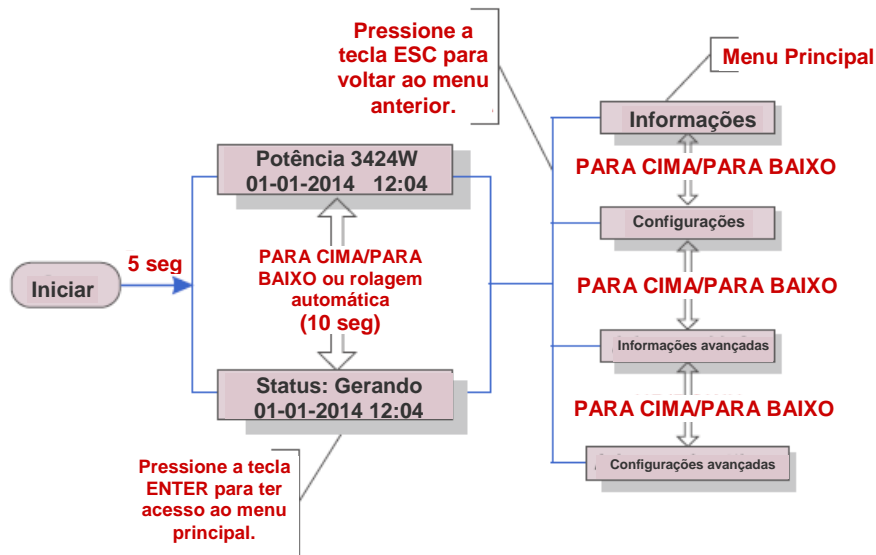 Pressione a
tecla ESC para
voltar ao menu
anterior.
Menu Principal
Informações
PARA CIMA/PARA BAIXO
Configurações
PARA CIMA/PARA BAIXO
Informações avançadas
PARA CIMA/PARA BAIXO
Configurações avançadas
Potência 3424W
01-01-2014 12:04
PARA CIMA/PARA
BAIXO ou rolagem
automática
(10 seg)
5 seg
Iniciar
Status: Gerando
01-01-2014 12:04
Pressione a tecla
ENTER para ter
acesso ao menu
principal.